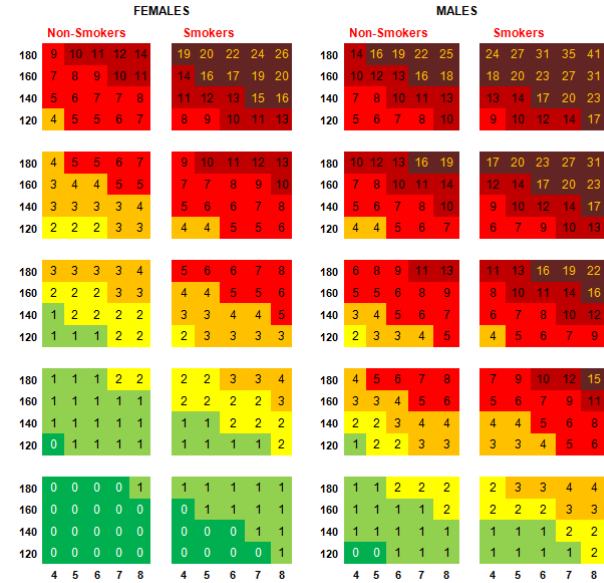 FEMALES MALES
Non-Smokers Smokers Non-Smokers Smokers
180 9 10 11 12 14 19 20 22 24 26 180 14 16 19 22 25 24 27 31 35 41
160 7 8 9 10 11 14 16 17 19 20 160 10 12 13 16 18 18 20 23 27 31
140 5 6 7 7 8 11 12 13 15 16 140 7 8 10 11 13 13 14 17 20 23
120 4 5 5 6 7 8 9 10 11 13 120 5 6 7 8 10 9 10 12 14 17
180 4 5 5 6 7 9 10 11 12 13 180 10 12 13 16 19 17 20 23 27 31
160 3 4 4 5 5 7 7 8 9 10 160 7 8 10 11 14 12 14 17 20 23
140 3 3 3 3 4 5 6 6 7 8 140 5 6 7 8 10 9 10 12 14 17
120 2 2 2 3 3 4 4 5 5 6 120 4 4 5 6 7 6 7 9 10 13
180 3 3 3 3 4 5 6 6 7 8 180 6 8 9 11 13 11 13 16 19 22
160 2 2 2 3 3 4 4 5 5 6 160 5 5 6 8 9 8 10 11 14 16
140 1 2 2 2 2 3 3 4 4 5 140 3 4 5 6 7 6 7 8 10 12
120 1 1 1 2 2 2 3 3 3 3 120 2 3 3 4 5 4 5 6 7 9
180 1 1 1 2 2 2 2 3 3 4 180 4 5 6 7 8 7 9 10 12 15
160 1 1 1 1 1 2 2 2 2 3 160 3 3 4 5 6 5 6 7 9 11
140 1 1 1 1 1 1 1 2 2 2 140 2 2 3 3 4 4 4 5 6 8
120 0 1 1 1 1 1 1 1 1 2 120 1 2 2 3 3 3 3 4 5 6
180 0 0 0 0 1 1 1 1 1 1 180 1 1 2 2 2 2 3 3 4 4
160 0 0 0 0 0 0 1 1 1 1 160 1 1 1 1 2 2 2 2 3 3
140 0 0 0 0 0 0 0 0 1 1 140 1 1 1 1 1 1 1 1 2 2
120 0 0 0 0 0 0 0 0 0 1 120 0 0 1 1 1 1 1 1 1 2
4 5 6 7 8 4 5 6 7 8 4 5 6 7 8 4 5 6 7 8